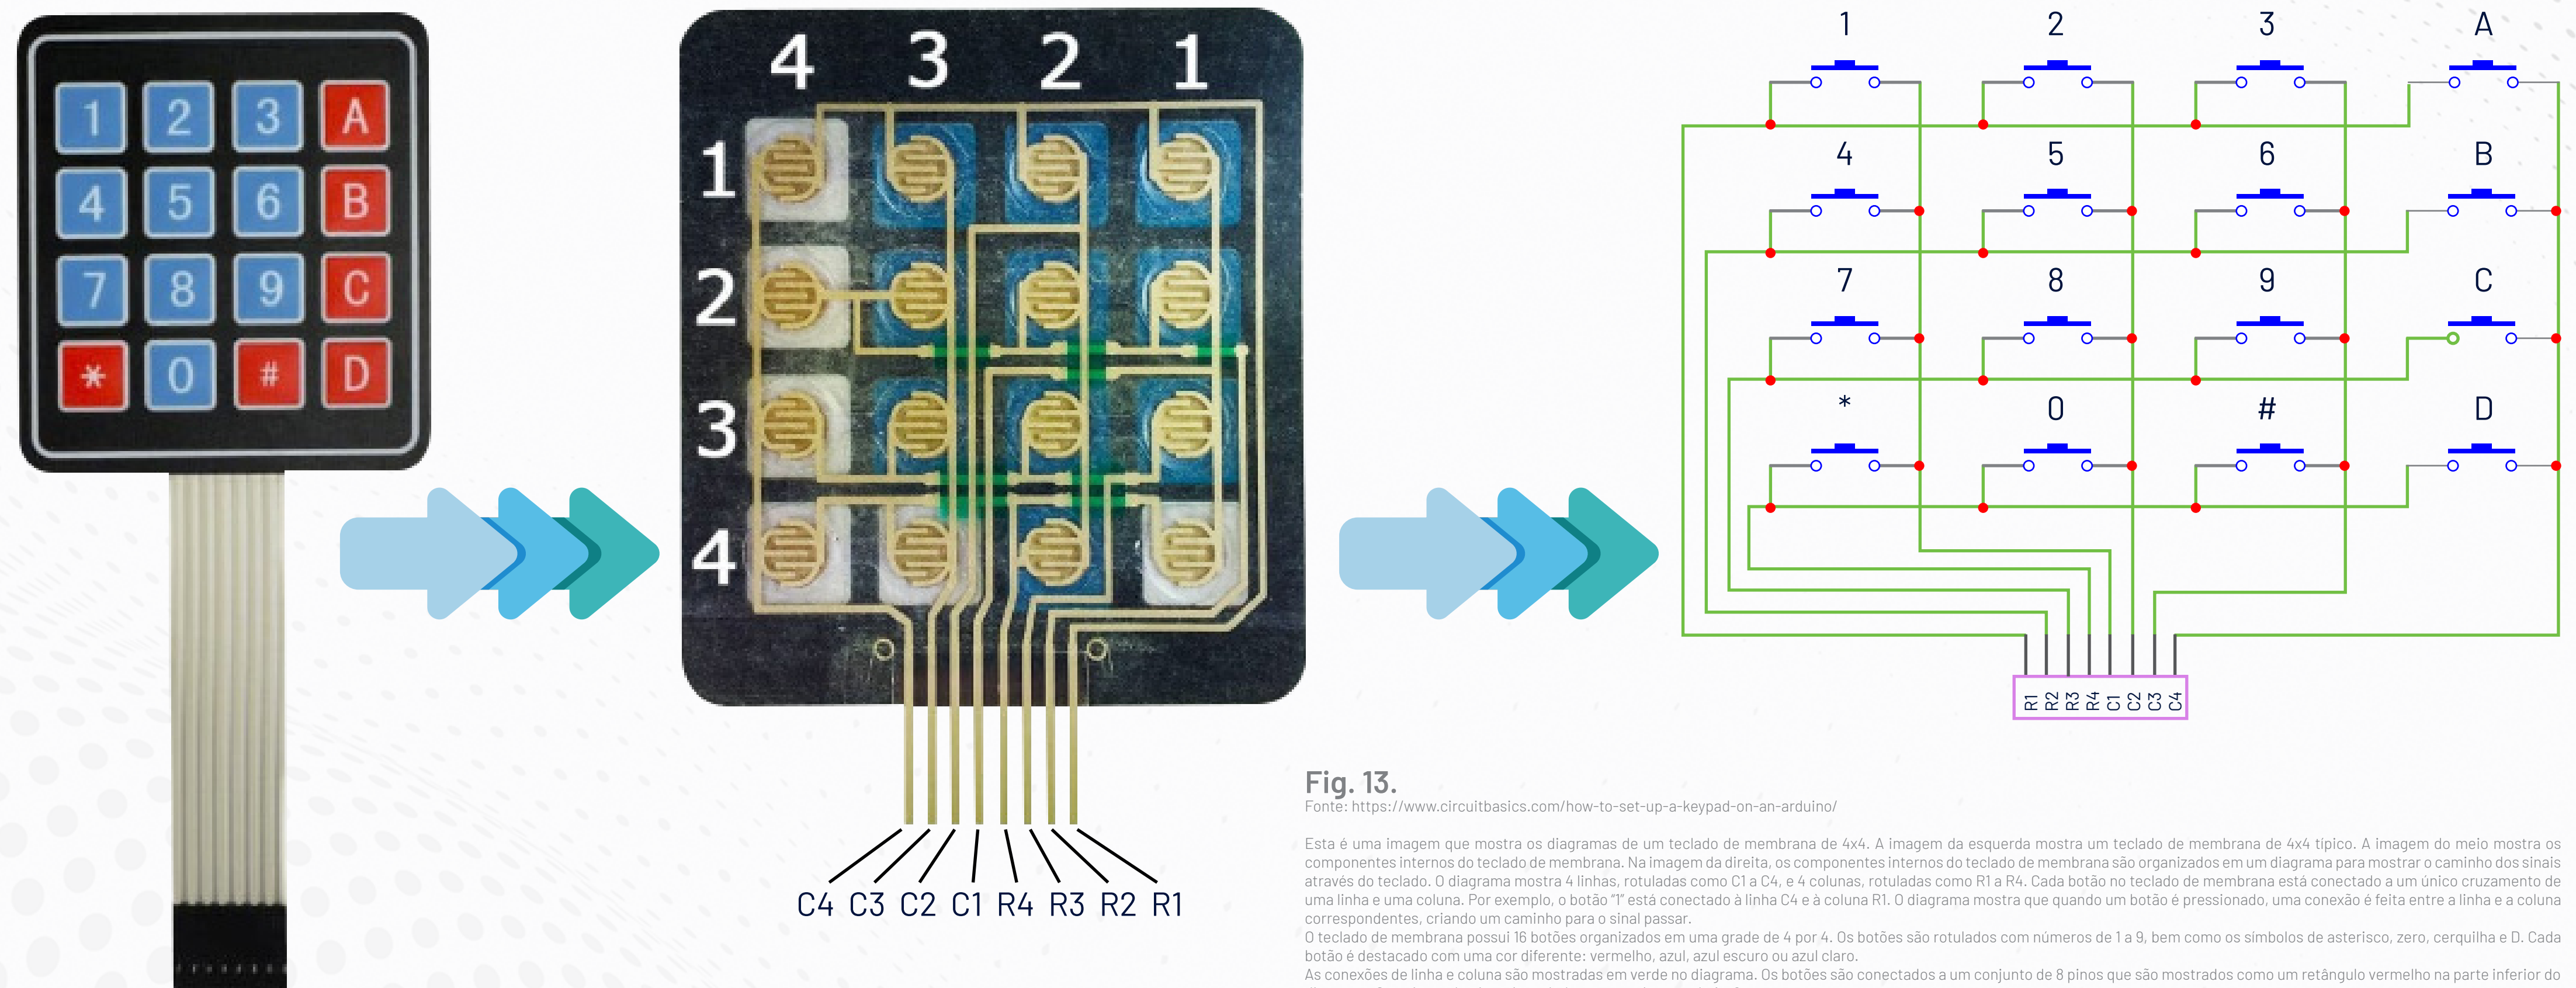 1 2 3 A
4 5 6 B
7 8 9 C
* 0 # D
4 3 2 1
1
2
3
4
C4 C3 C2 C1 R4 R3 R2 R1
1 2 3 A
4 5 6 B
7 8 9 C
* 0 # D
R1 R2 R3 R4 C1 C2 C3 C4
Fig. 13.
Fonte: https://www.circuitbasics.com/how-to-set-up-a-keypad-on-an-arduino/
Esta é uma imagem que mostra os diagramas de um teclado de membrana de 4x4. A imagem da esquerda mostra um teclado de membrana de 4x4 típico. A imagem do meio mostra os
componentes internos do teclado de membrana. Na imagem da direita, os componentes internos do teclado de membrana são organizados em um diagrama para mostrar o caminho dos sinais
através do teclado. O diagrama mostra 4 linhas, rotuladas como C1 a C4, e 4 colunas, rotuladas como R1 a R4. Cada botão no teclado de membrana está conectado a um único cruzamento de
uma linha e uma coluna. Por exemplo, o botão “1” está conectado à linha C4 e à coluna R1. O diagrama mostra que quando um botão é pressionado, uma conexão é feita entre a linha e a coluna
correspondentes, criando um caminho para o sinal passar.
O teclado de membrana possui 16 botões organizados em uma grade de 4 por 4. Os botões são rotulados com números de 1 a 9, bem como os símbolos de asterisco, zero, cerquilha e D. Cada
botão é destacado com uma cor diferente: vermelho, azul, azul escuro ou azul claro.
As conexões de linha e coluna são mostradas em verde no diagrama. Os botões são conectados a um conjunto de 8 pinos que são mostrados como um retângulo vermelho na parte inferior do